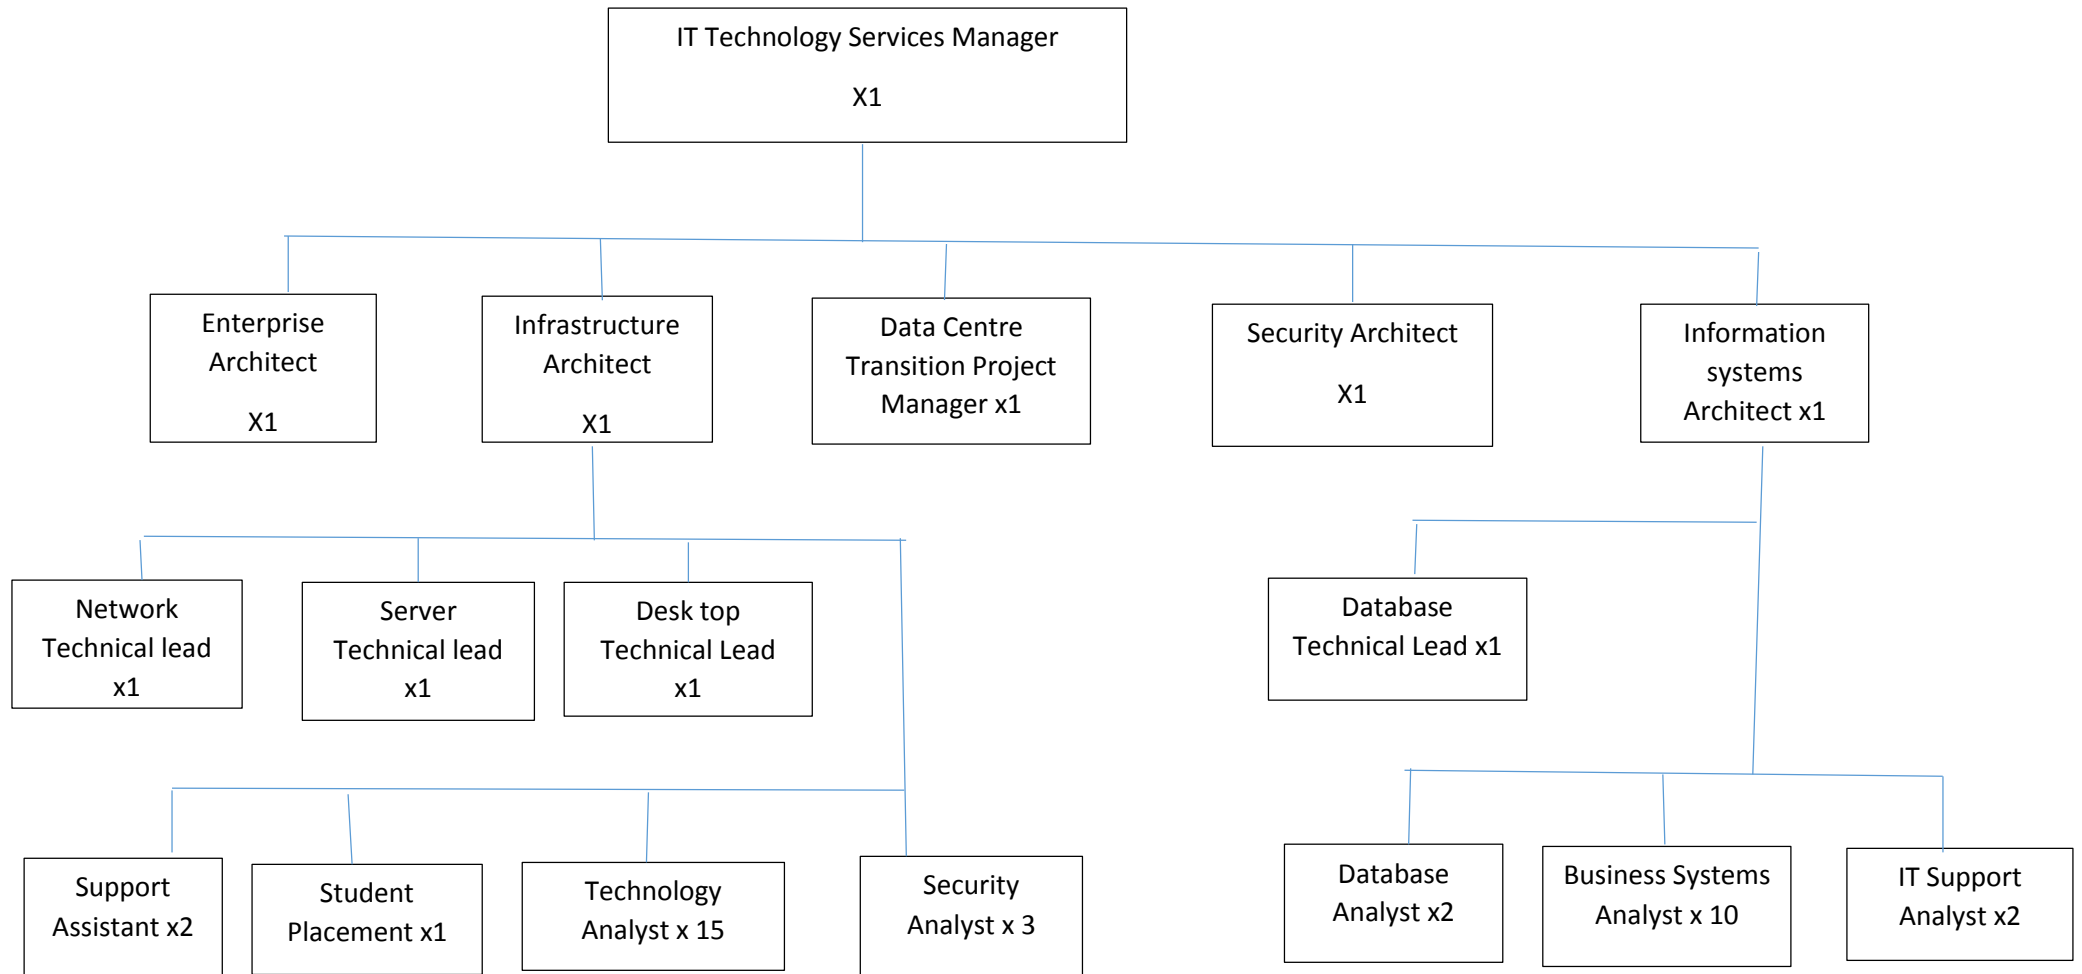 IT Technology Services Manager
X1
Enterprise
Architect
X1
Infrastructure
Architect
X1
Data Centre
Transition Project
Manager x1
Security Architect
X1
Information
systems
Architect x1
Network
Technical lead
x1
Server
Technical lead
x1
Desk top
Technical Lead
x1
Database
Technical Lead x1
Support
Assistant x2
Student
Placement x1
Technology
Analyst x 15
Security
Analyst x 3
Database
Analyst x2
Business Systems
Analyst x 10
IT Support
Analyst x2